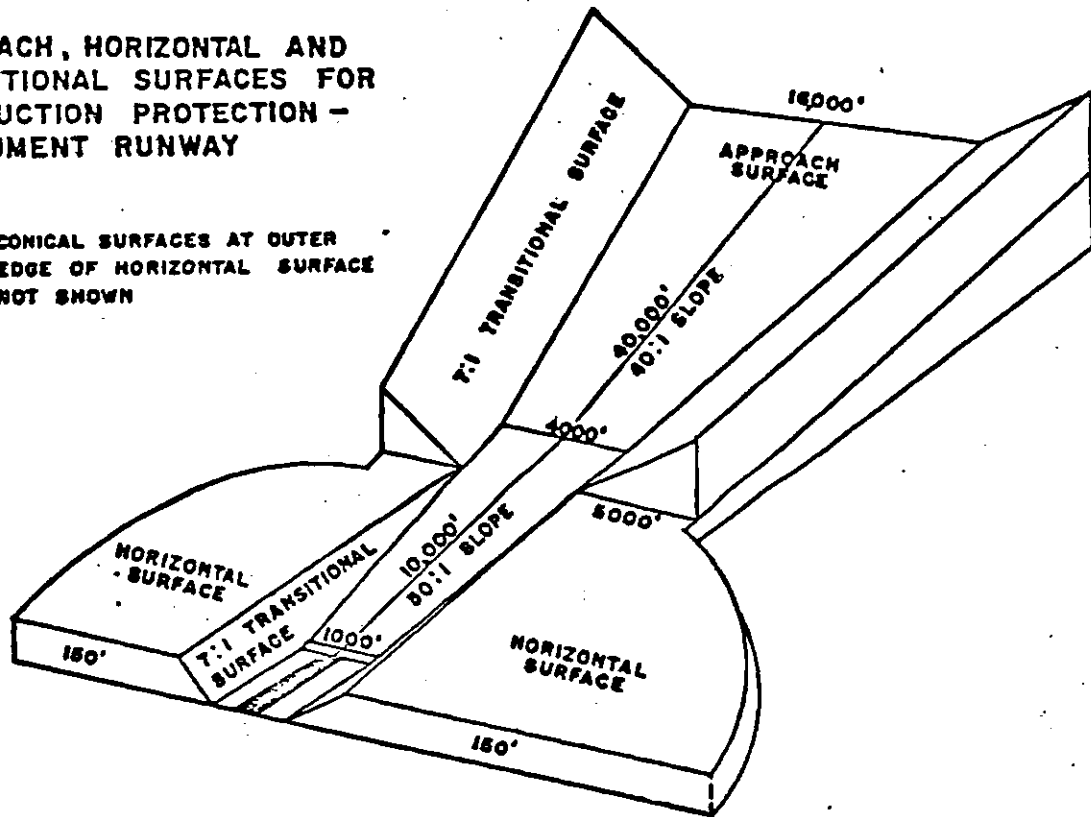 ACH, HORIZONTAL AND
TIONAL SURFACES FOR
UCTION PROTECTION –
UMENT RUNWAY
CONICAL SURFACES AT OUTER
EDGE OF HORIZONTAL SURFACE
NOT SHOWN
16,000'
APPROACH
SURFACE
7:1 TRANSITIONAL SURFACE
40,000'
40:1 SLOPE
4000'
5000'
10,000'
50:1 SLOPE
HORIZONTAL
SURFACE
7:1 TRANSITIONAL
SURFACE
1000'
HORIZONTAL
SURFACE
150'
150'